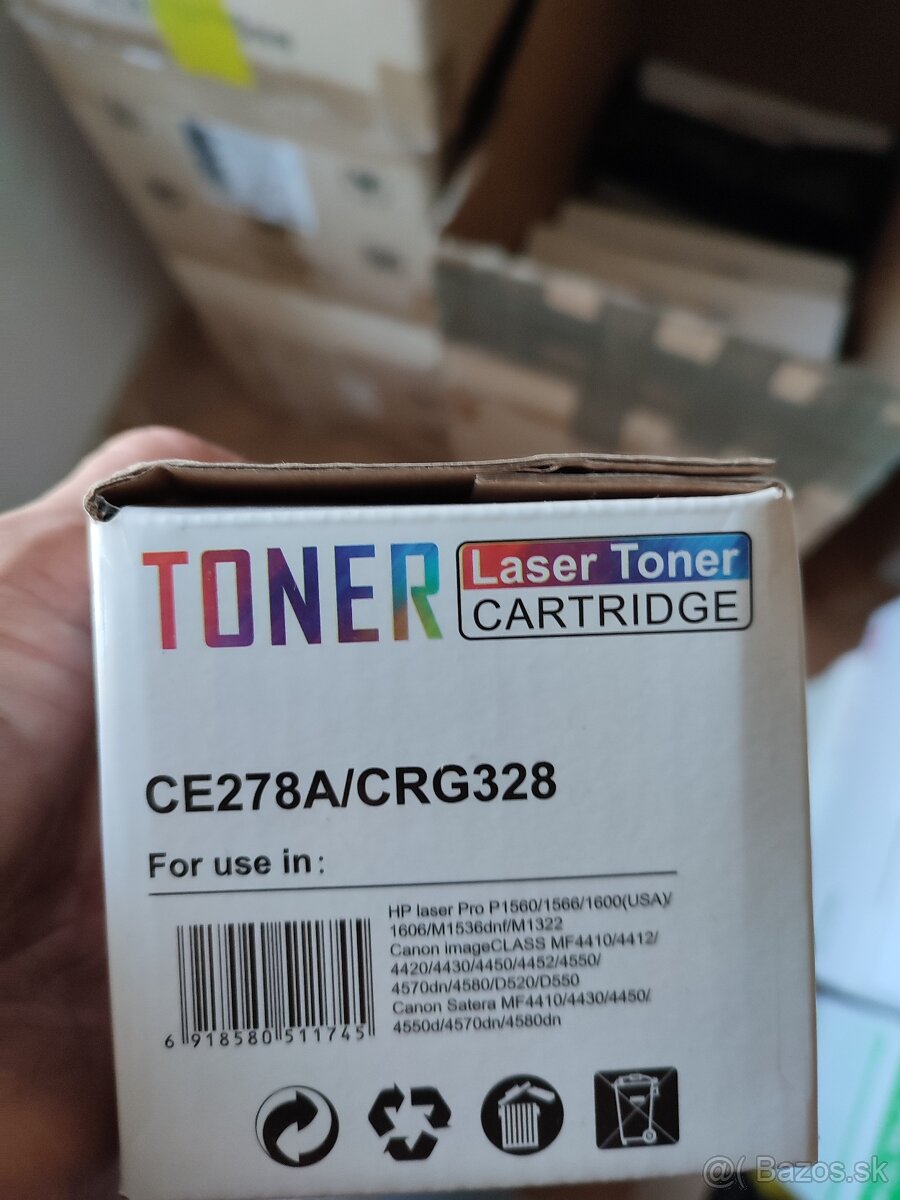 TONER
Laser Toner
CARTRIDGE
CE278A/CRG328
For use in:
HP laser Pro P1560/1566/1600(USA)/
1606/M1536dnf/M1322
Canon imageCLASS MF4410/4412/
4420/4430/4450/4452/4550/
4570dn/4580/D520/D550
Canon Satera MF4410/4430/4450/
4550d/4570dn/4580dn
6 918580 511745
@( Bazos.sk